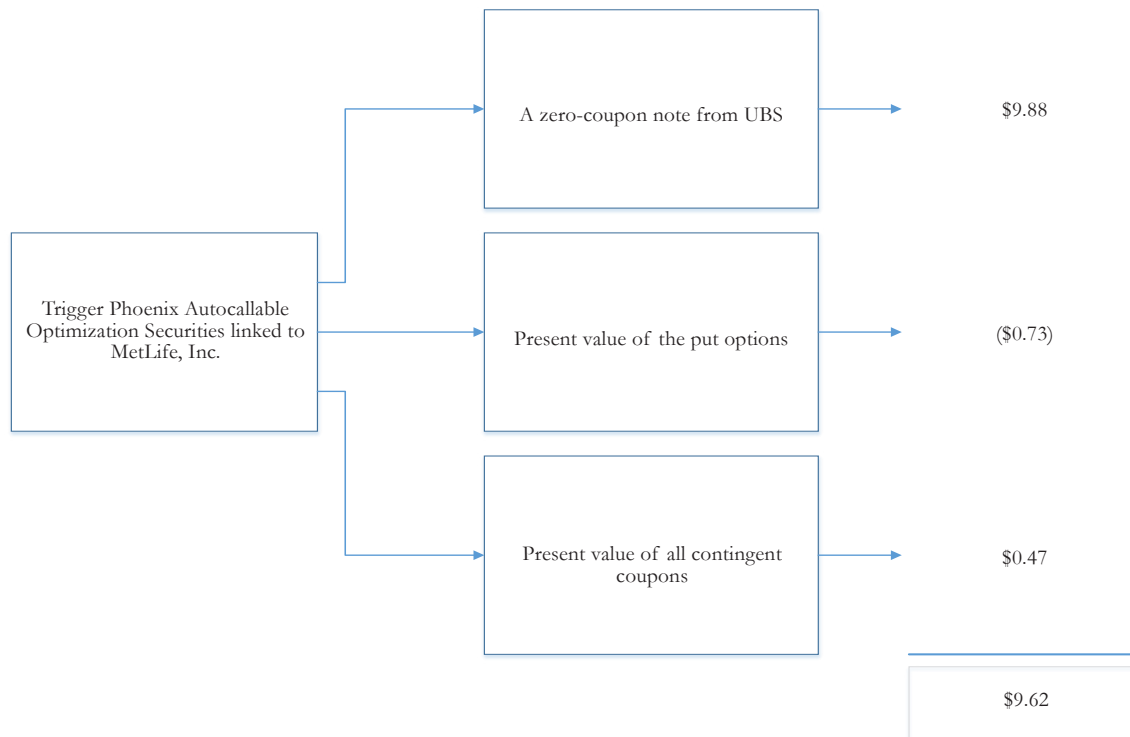 A zero-coupon note from UBS
$9.88
Trigger Phoenix Autocallable
Optimization Securities linked to
MetLife, Inc.
Present value of the put options
($0.73)
Present value of all contingent
coupons
$0.47
$9.62